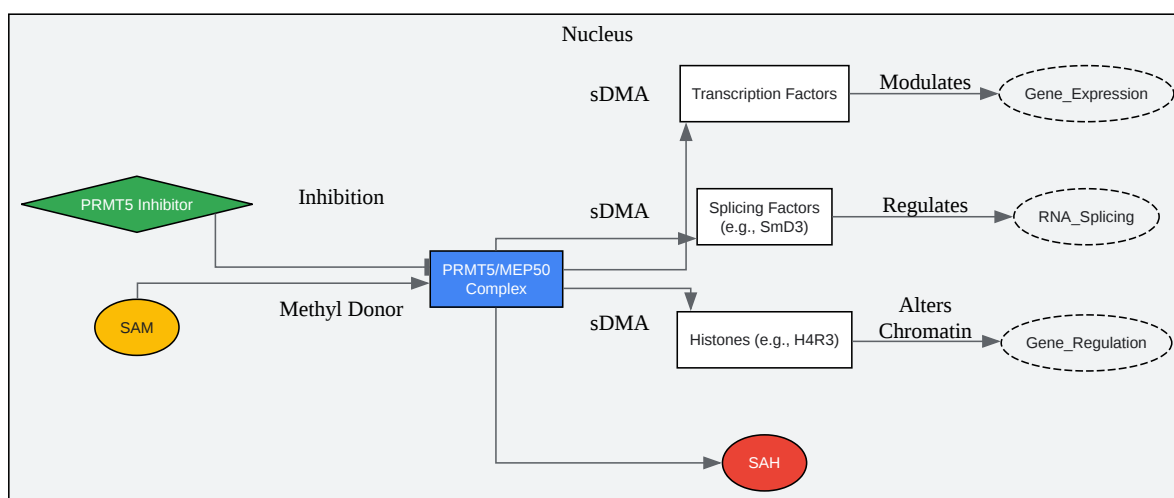 Nucleus
sDMA
Transcription Factors
Modulates
Gene_Expression
PRMT5 Inhibitor
Inhibition
sDMA
Splicing Factors
(e.g., SmD3)
Regulates
RNA_Splicing
PRMT5/MEP50
Complex
SAM
Methyl Donor
sDMA
Histones (e.g., H4R3)
Alters
Chromatin
Gene_Regulation
SAH